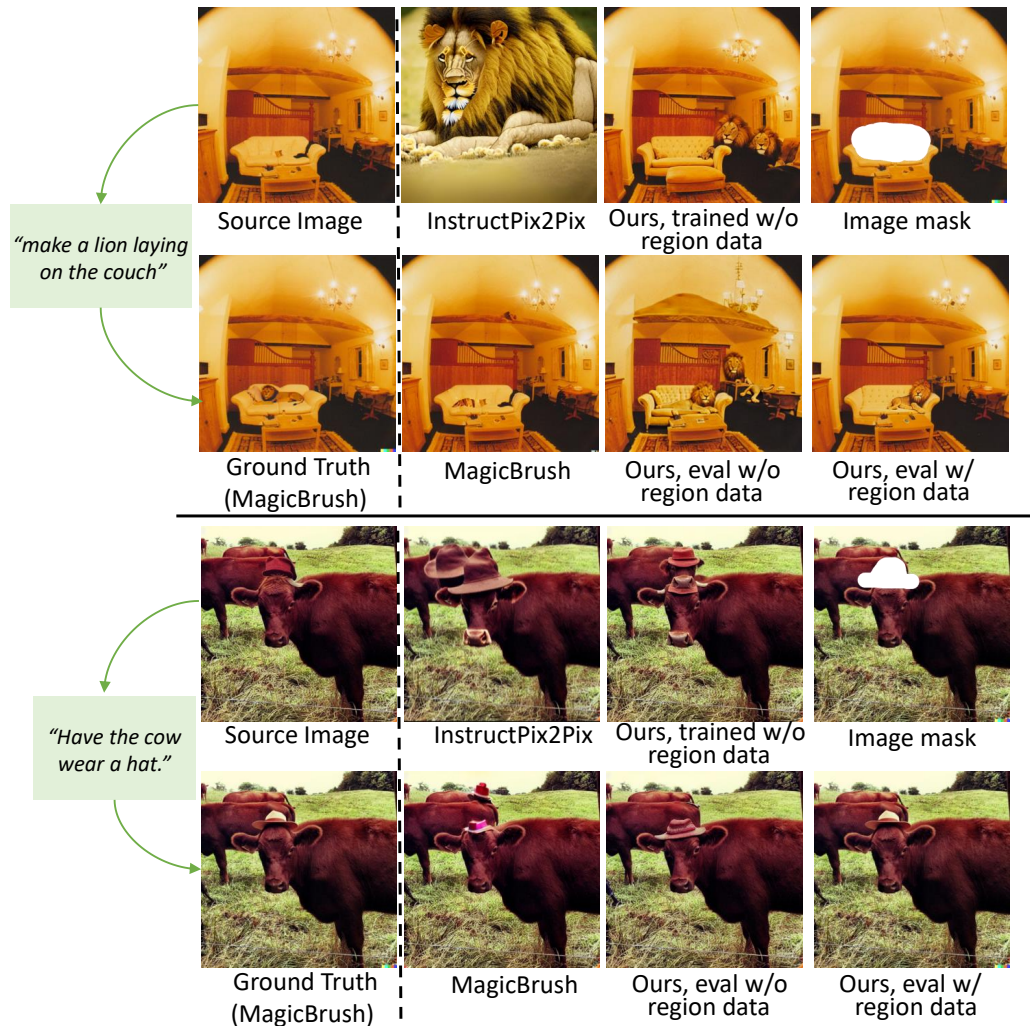 Source Image
InstructPix2Pix
Ours, trained w/o
region data
Image mask
“make a lion laying
on the couch”
Ground Truth
(MagicBrush)
MagicBrush
Ours, eval w/o
region data
Ours, eval w/
region data
Source Image
InstructPix2Pix
Ours, trained w/o
region data
Image mask
“Have the cow
wear a hat.”
Ground Truth
(MagicBrush)
MagicBrush
Ours, eval w/o
region data
Ours, eval w/
region data